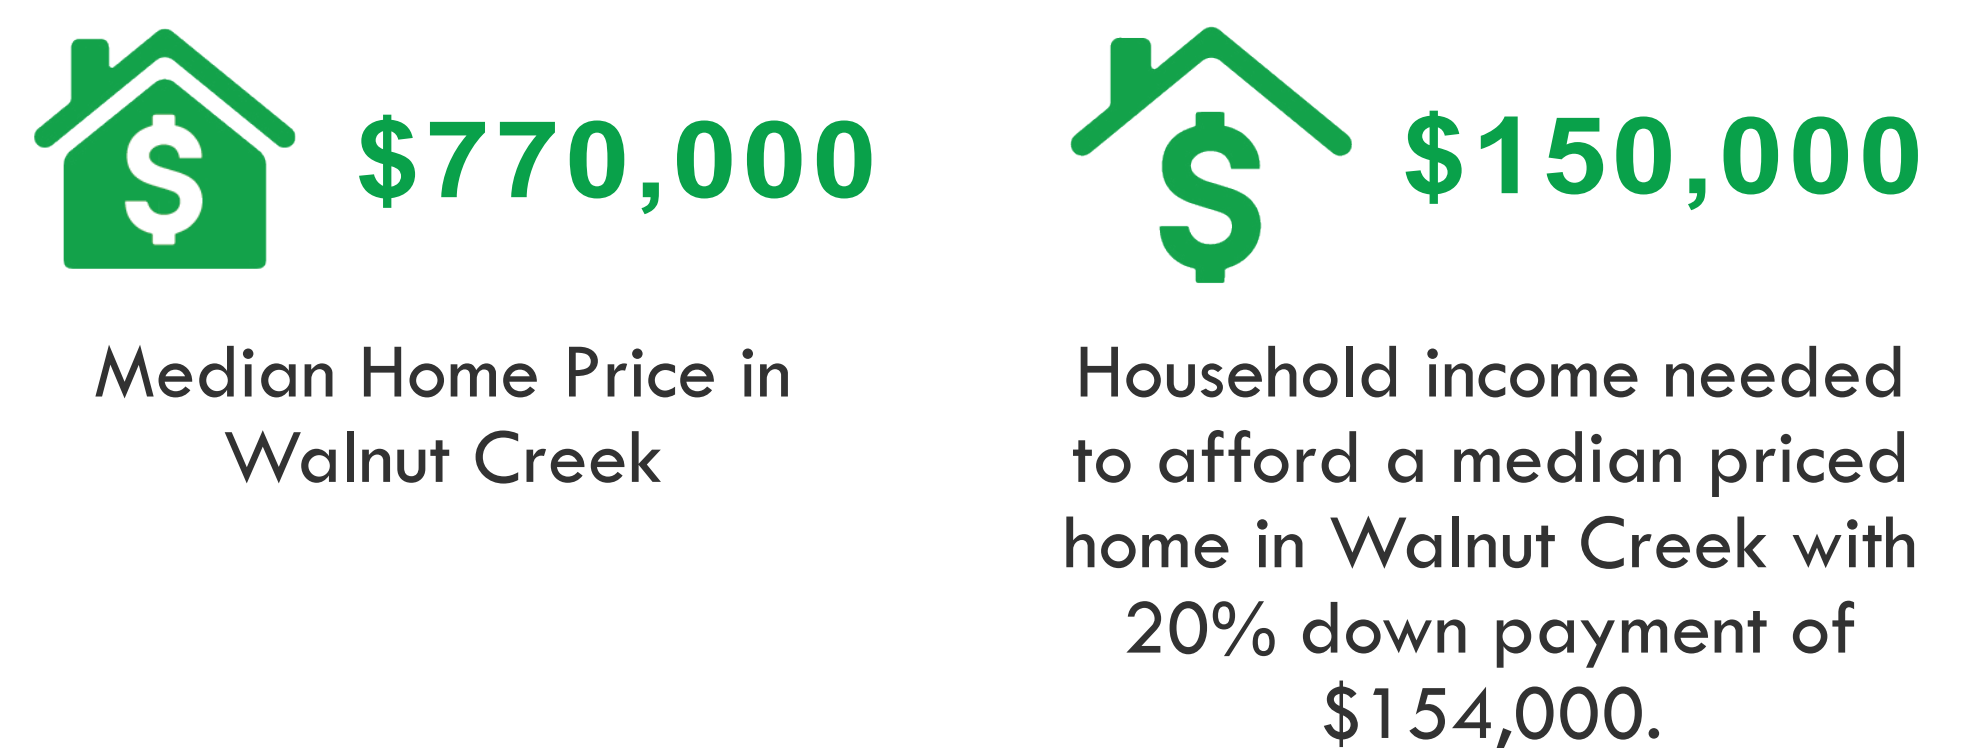 $770,000
Median Home Price in
Walnut Creek
$150,000
Household income needed
to afford a median priced
home in Walnut Creek with
20% down payment of
$154,000.